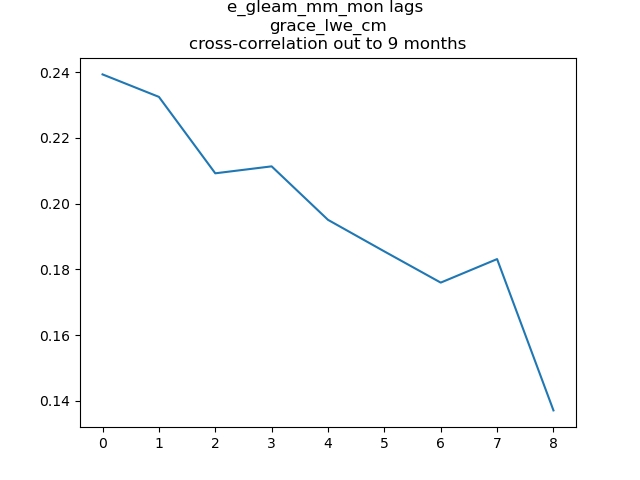 e_gleam_mm_mon lags
grace_lwe_cm
cross-correlation out to 9 months
0.24
0.22
0.20
0.18
0.16
0.14
0 1 2 3 4 5 6 7 8